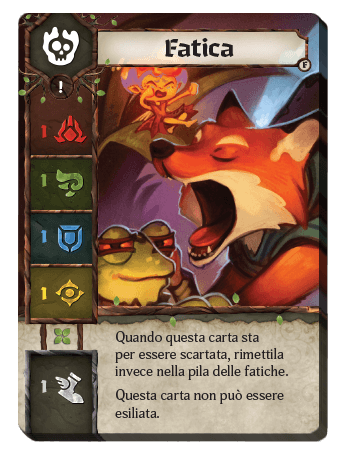 Fatica
!
F
1
1
1
1
1
Quando questa carta sta
per essere scartata, rimettila
invece nella pila delle fatiche.
Questa carta non può essere
esiliata.